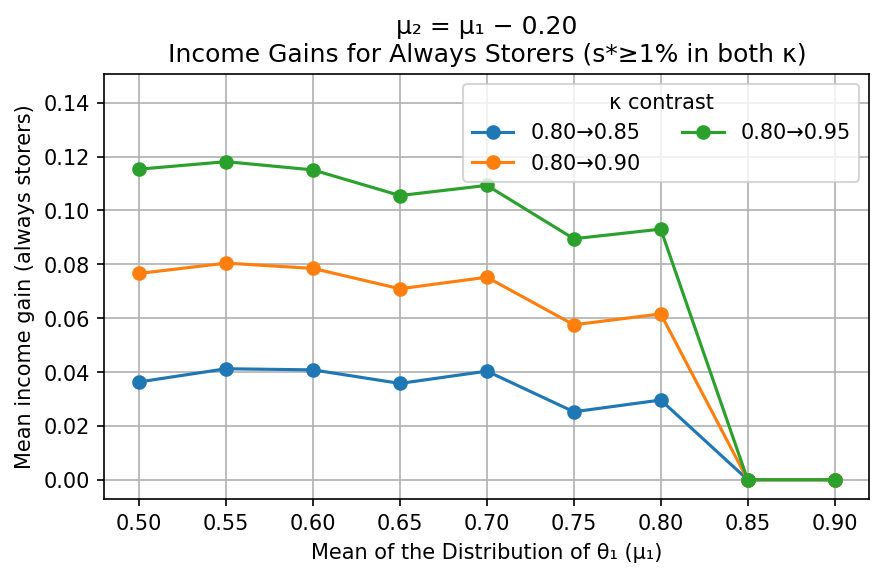 μ₂ = μ₁ − 0.20
Income Gains for Always Storers (s*≥1% in both κ)
κ contrast
0.80→0.85
0.80→0.90
0.80→0.95
Mean income gain (always storers)
0.14
0.12
0.10
0.08
0.06
0.04
0.02
0.00
0.50 0.55 0.60 0.65 0.70 0.75 0.80 0.85 0.90
Mean of the Distribution of θ₁ (μ₁)